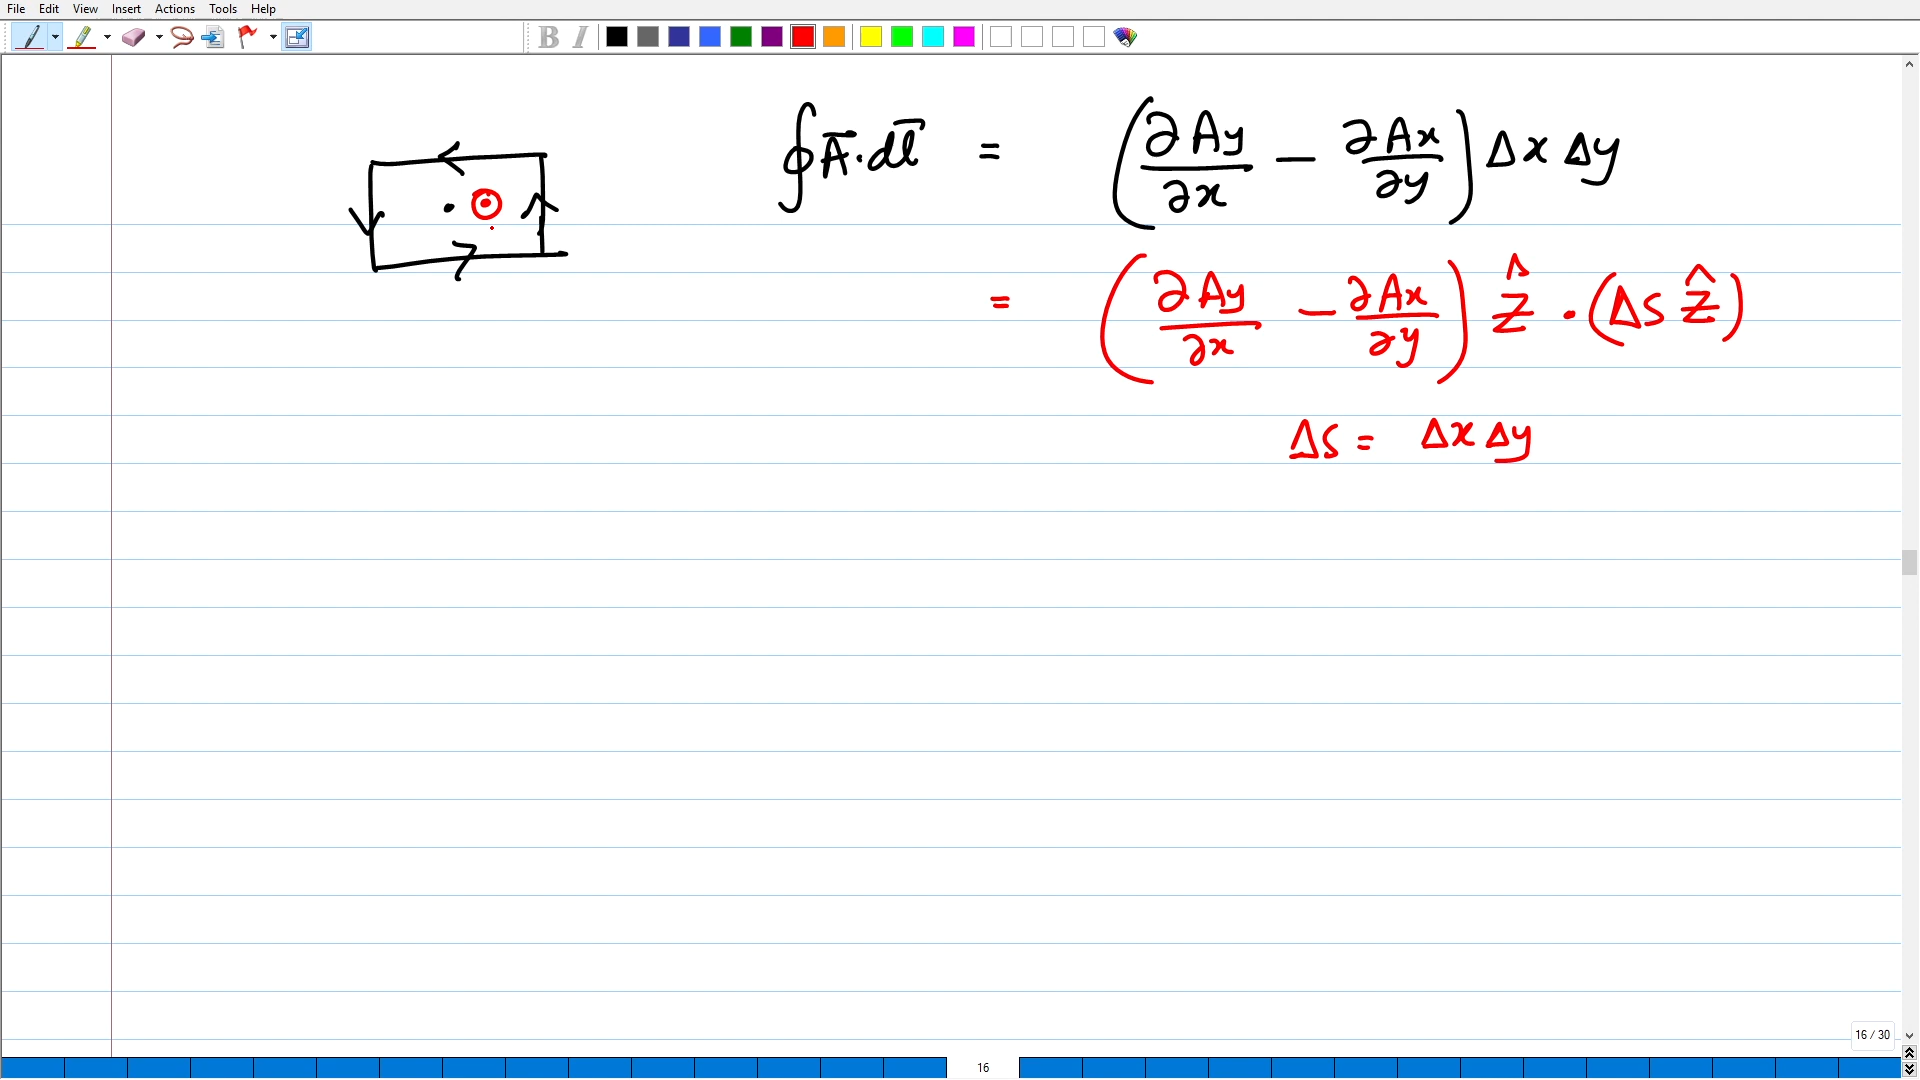 File Edit View Insert Actions Tools Help
B I
∮ A̅ · dl̅ = (∂Ay/∂x − ∂Ax/∂y) Δx Δy
= (∂Ay/∂x − ∂Ax/∂y) ẑ · (Δs ẑ)
Δs = Δx Δy
16 / 30
16